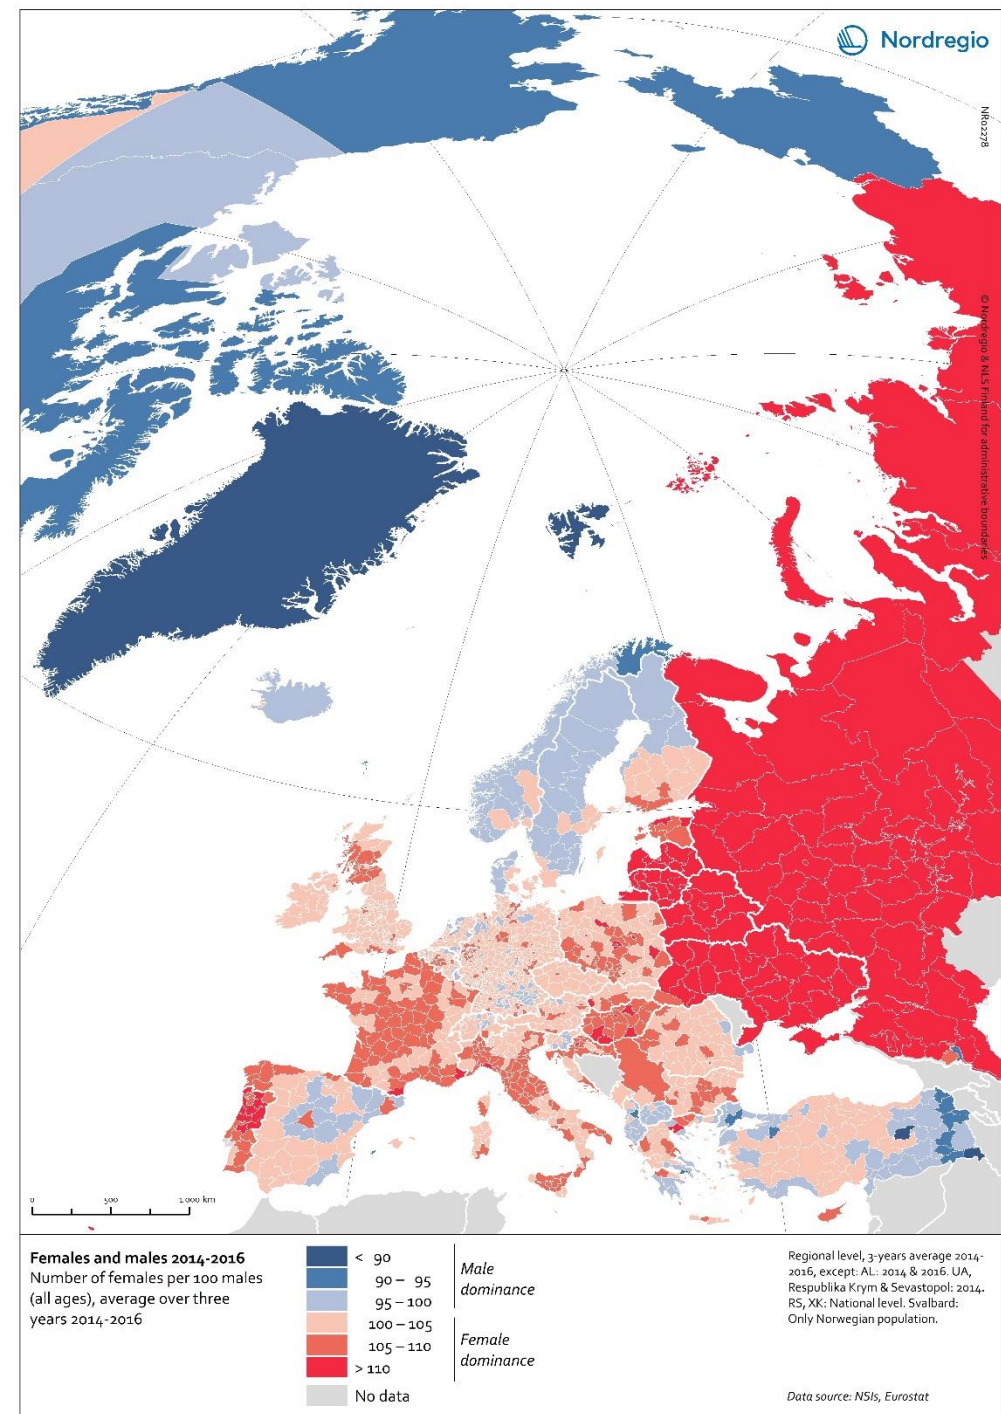 Nordregio
NR02278
© Nordregio & NLS Finland for administrative boundaries
0 500 1 000 km
Females and males 2014-2016
Number of females per 100 males
(all ages), average over three
years 2014-2016
< 90
90 – 95
95 – 100
100 – 105
105 – 110
> 110
No data
Male
dominance
Female
dominance
Regional level, 3-years average 2014-
2016, except: AL: 2014 & 2016. UA,
Respublika Krym & Sevastopol: 2014.
RS, XK: National level. Svalbard:
Only Norwegian population.
Data source: NSIs, Eurostat